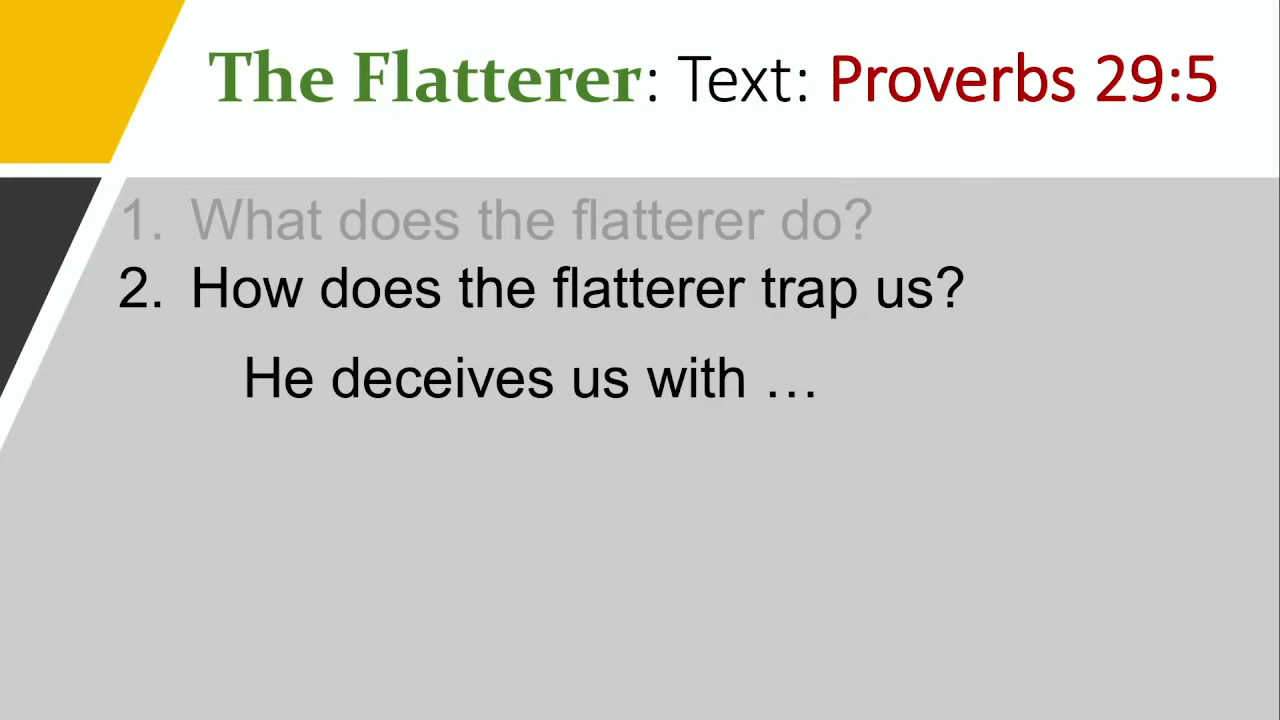 The Flatterer: Text: Proverbs 29:5
1. What does the flatterer do?
2. How does the flatterer trap us?
He deceives us with …